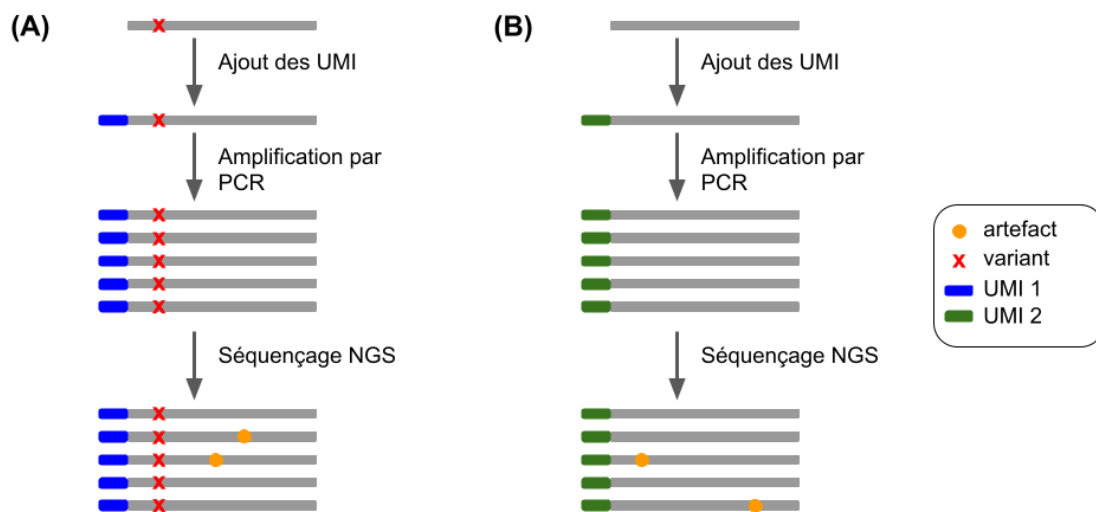 (A)
Ajout des UMI
Amplification par
PCR
Séquençage NGS
(B)
Ajout des UMI
Amplification par
PCR
Séquençage NGS
artefact
x variant
UMI 1
UMI 2